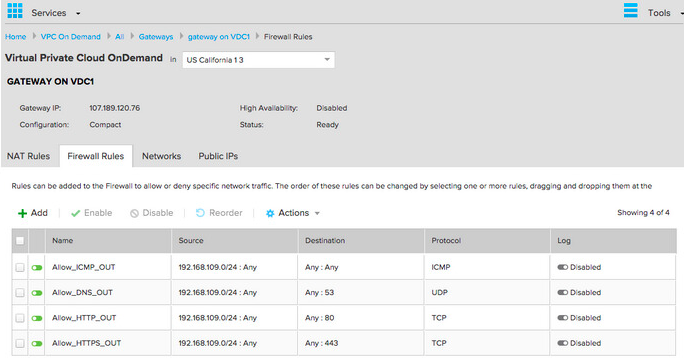 Services
Tools
Home VPC On Demand All Gateways gateway on VDC1 Firewall Rules
Virtual Private Cloud OnDemand in US California 1 3
GATEWAY ON VDC1
Gateway IP: 107.189.120.76 High Availability: Disabled
Configuration: Compact Status: Ready
NAT Rules Firewall Rules Networks Public IPs
Rules can be added to the Firewall to allow or deny specific network traffic. The order of these rules can be changed by selecting one or more rules, dragging and dropping them at the
Add Enable Disable Reorder Actions Showing 4 of 4
Name Source Destination Protocol Log
Allow_ICMP_OUT 192.168.109.0/24 : Any Any : Any ICMP Disabled
Allow_DNS_OUT 192.168.109.0/24 : Any Any : 53 UDP Disabled
Allow_HTTP_OUT 192.168.109.0/24 : Any Any : 80 TCP Disabled
Allow_HTTPS_OUT 192.168.109.0/24 : Any Any : 443 TCP Disabled